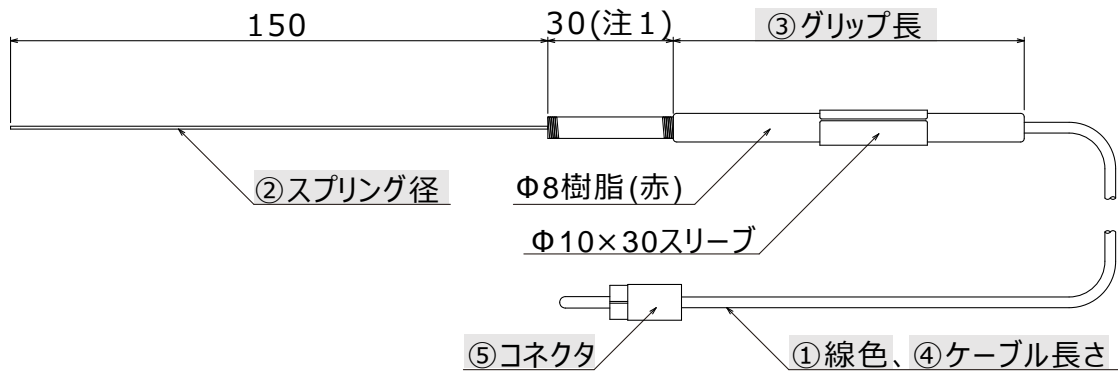 150
30(注1)
③グリップ長
②スプリング径
Φ8樹脂(赤)
Φ10×30スリーブ
⑤コネクタ
①線色、④ケーブル長さ